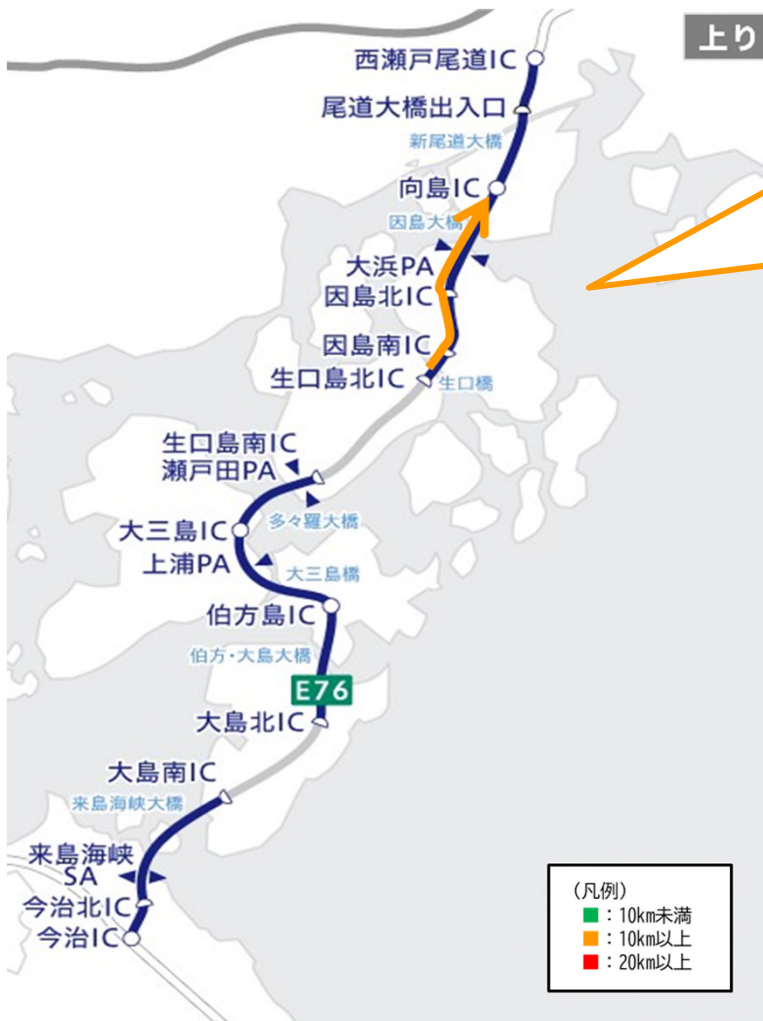 上り
西瀬戸尾道IC
尾道大橋出入口
新尾道大橋
向島IC
因島大橋
大浜PA
因島北IC
因島南IC
生口島北IC
生口橋
生口島南IC
瀬戸田PA
多々羅大橋
大三島IC
上浦PA
大三島橋
伯方島IC
伯方・大島大橋
E76
大島北IC
大島南IC
来島海峡大橋
来島海峡
SA
今治北IC
今治IC
(凡例)
■:10km未満
■:10km以上
■:20km以上